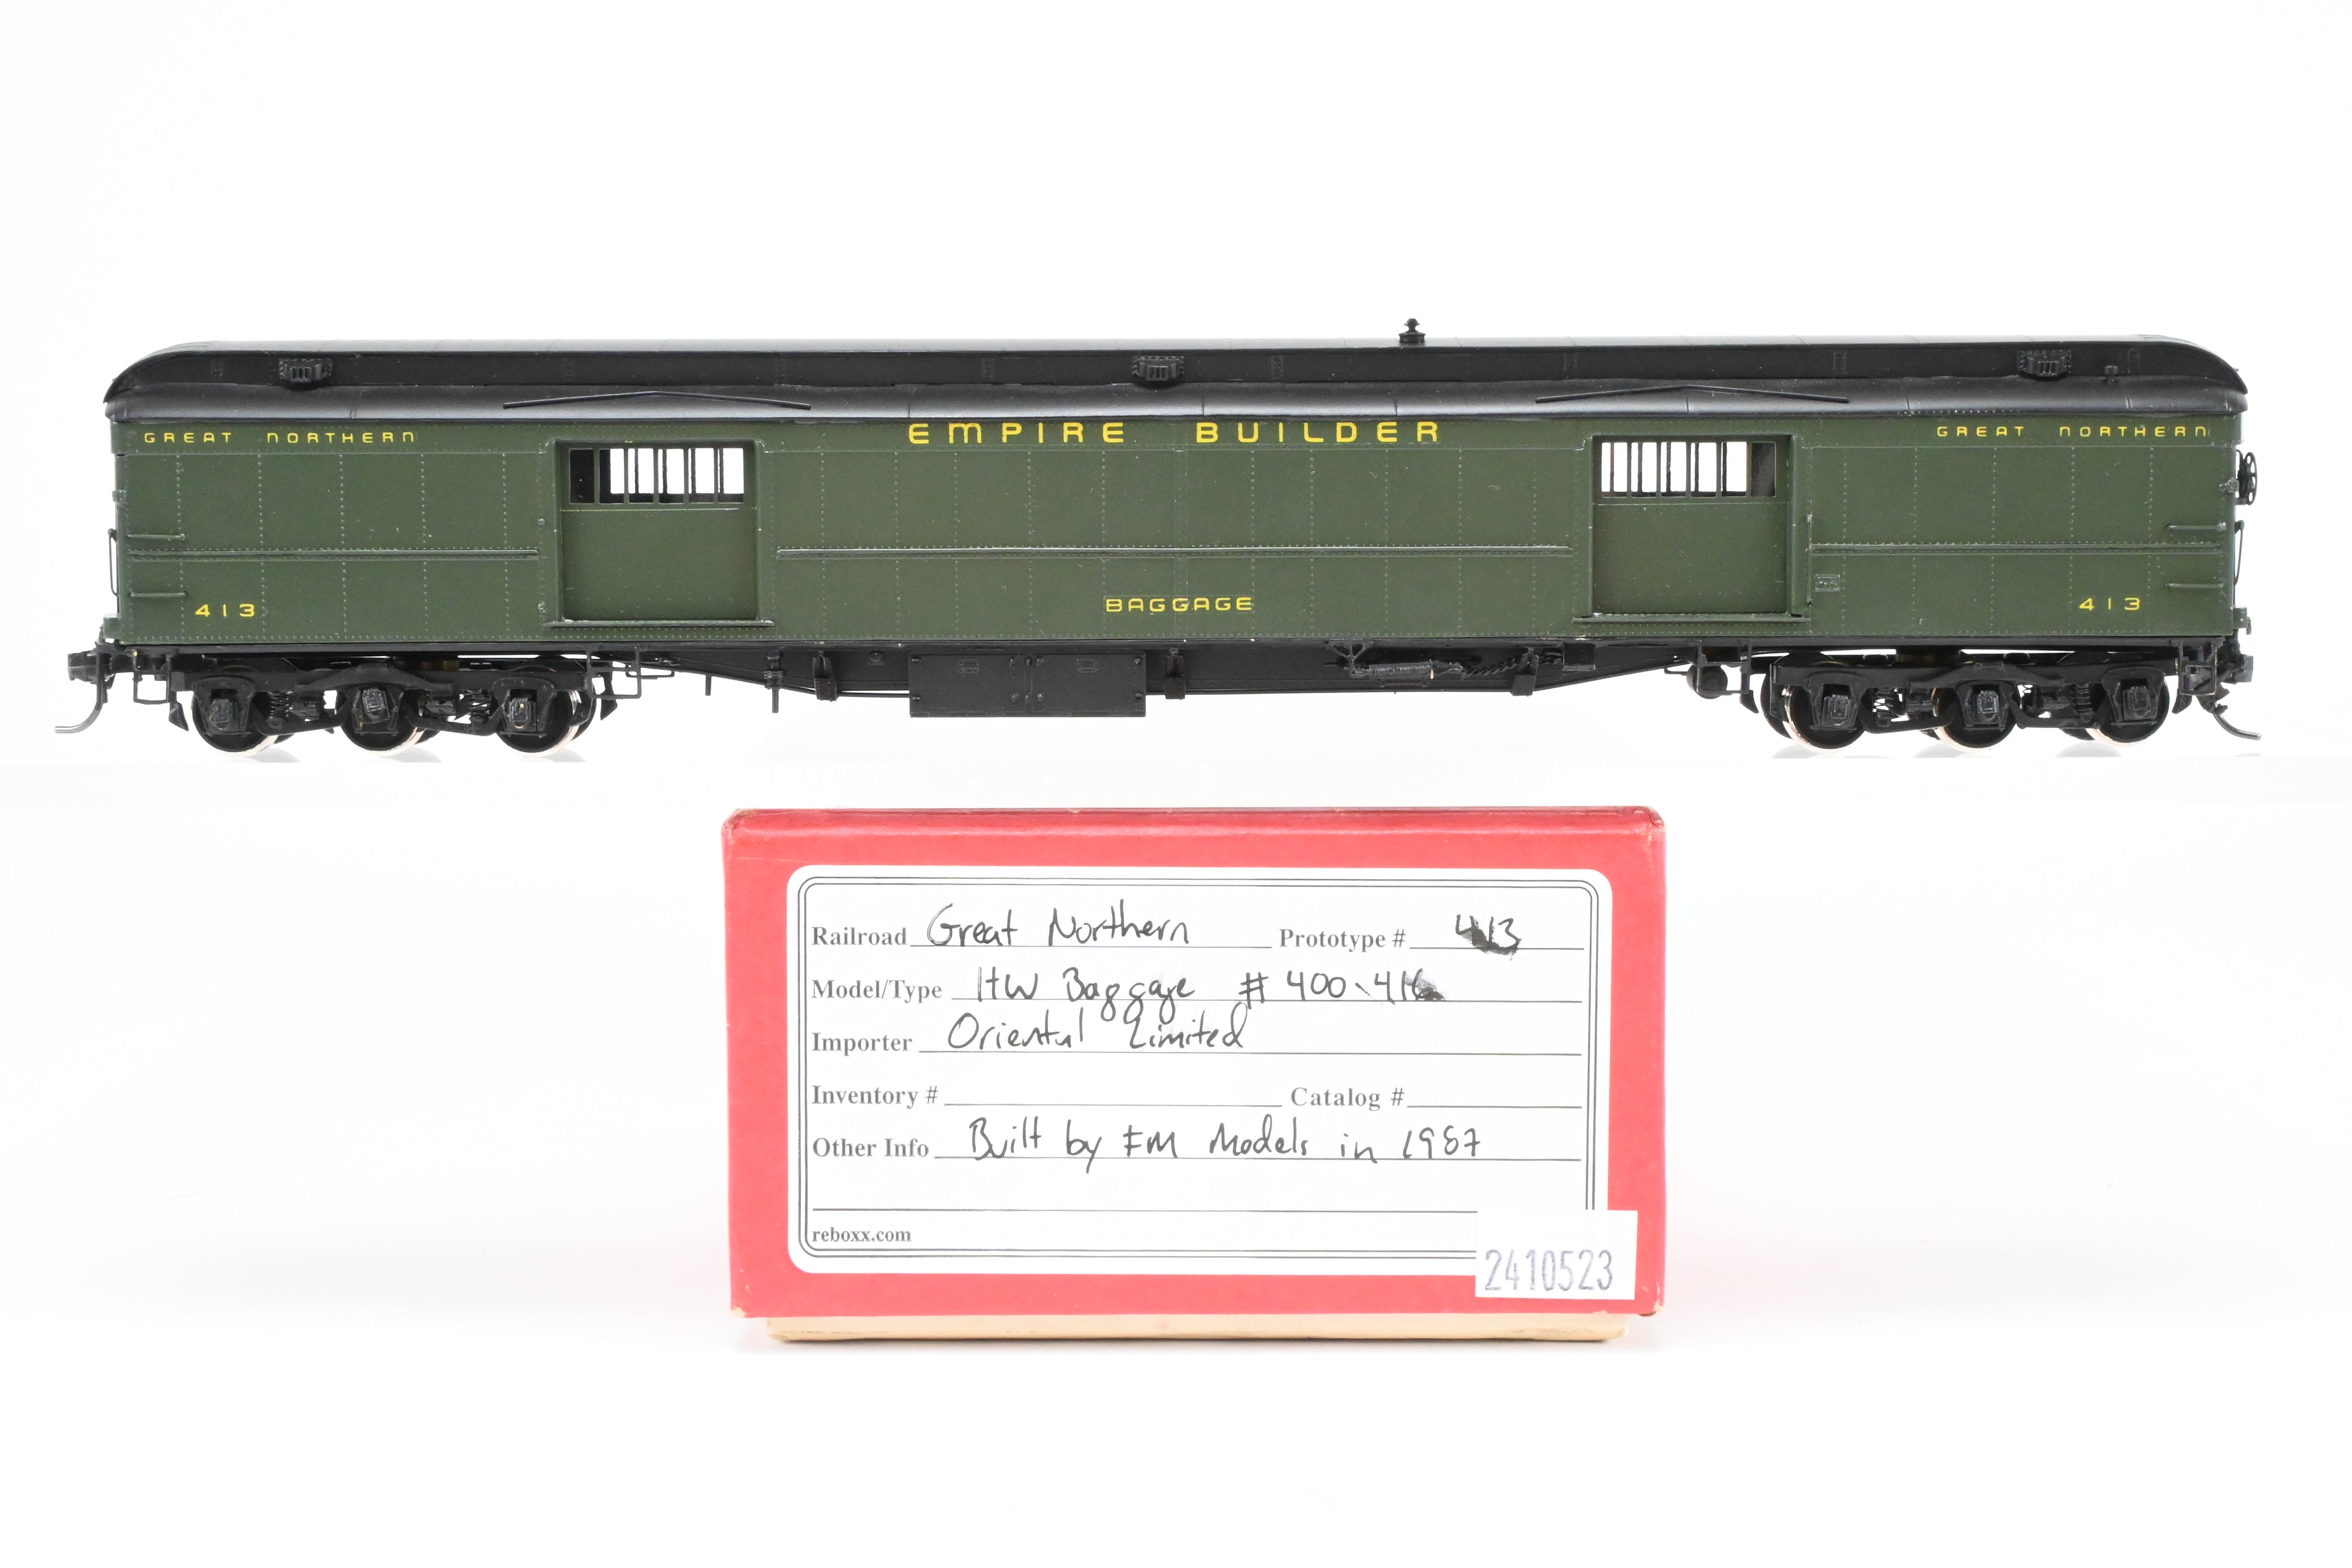 GREAT NORTHERN EMPIRE BUILDER GREAT NORTHERN
413 BAGGAGE 413
Railroad Great Northern Prototype # 413
Model/Type HW Baggage # 400-416
Importer Oriental Limited
Inventory # Catalog #
Other Info Built by FM Models in 1987
reboxx.com
2410523